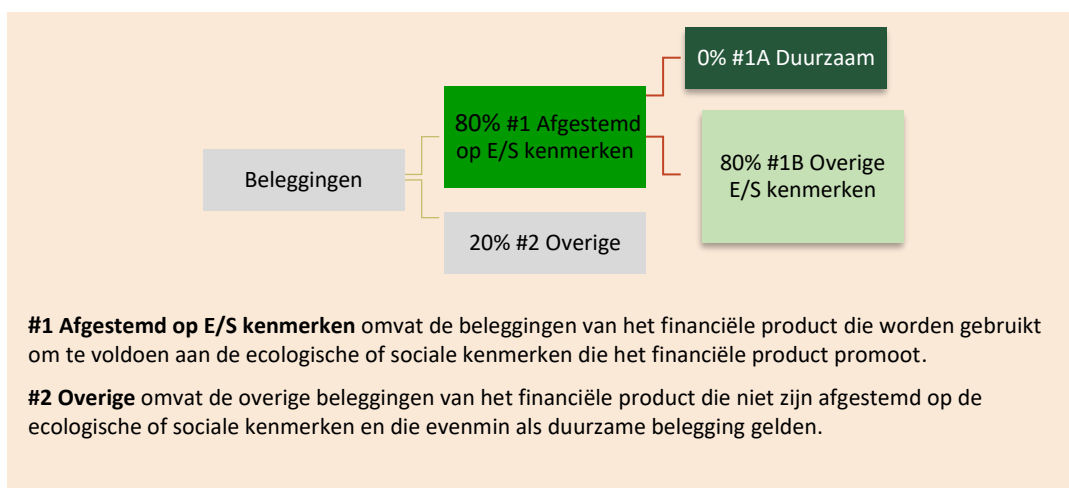 0% #1A Duurzaam
80% #1 Afgestemd
op E/S kenmerken
80% #1B Overige
E/S kenmerken
Beleggingen
20% #2 Overige
#1 Afgestemd op E/S kenmerken omvat de beleggingen van het financiële product die worden gebruikt
om te voldoen aan de ecologische of sociale kenmerken die het financiële product promoot.
#2 Overige omvat de overige beleggingen van het financiële product die niet zijn afgestemd op de
ecologische of sociale kenmerken en die evenmin als duurzame belegging gelden.